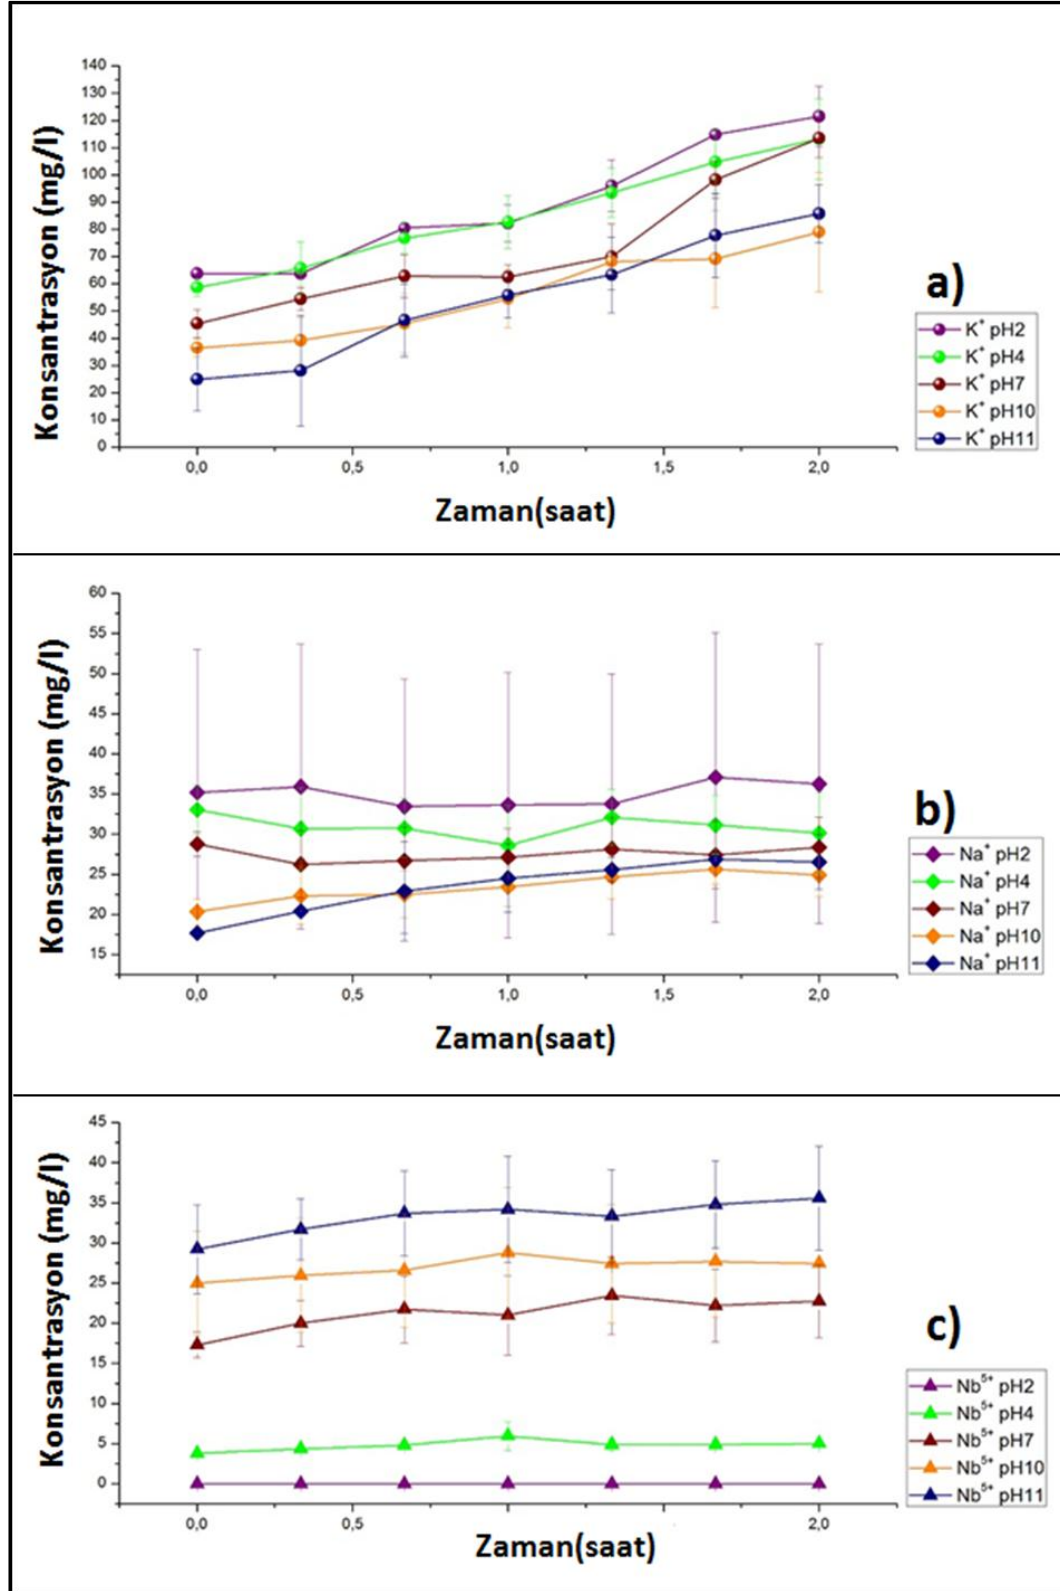 140
130
120
110
100
90
80
70
60
50
40
30
20
10
0
Konsantrasyon (mg/l)
0,0 0,5 1,0 1,5 2,0
Zaman(saat)
a)
K⁺ pH2
K⁺ pH4
K⁺ pH7
K⁺ pH10
K⁺ pH11
60
55
50
45
40
35
30
25
20
15
Konsantrasyon (mg/l)
0,0 0,5 1,0 1,5 2,0
Zaman(saat)
b)
Na⁺ pH2
Na⁺ pH4
Na⁺ pH7
Na⁺ pH10
Na⁺ pH11
45
40
35
30
25
20
15
10
5
0
Konsantrasyon (mg/l)
0,0 0,5 1,0 1,5 2,0
Zaman(saat)
c)
Nb⁵⁺ pH2
Nb⁵⁺ pH4
Nb⁵⁺ pH7
Nb⁵⁺ pH10
Nb⁵⁺ pH11